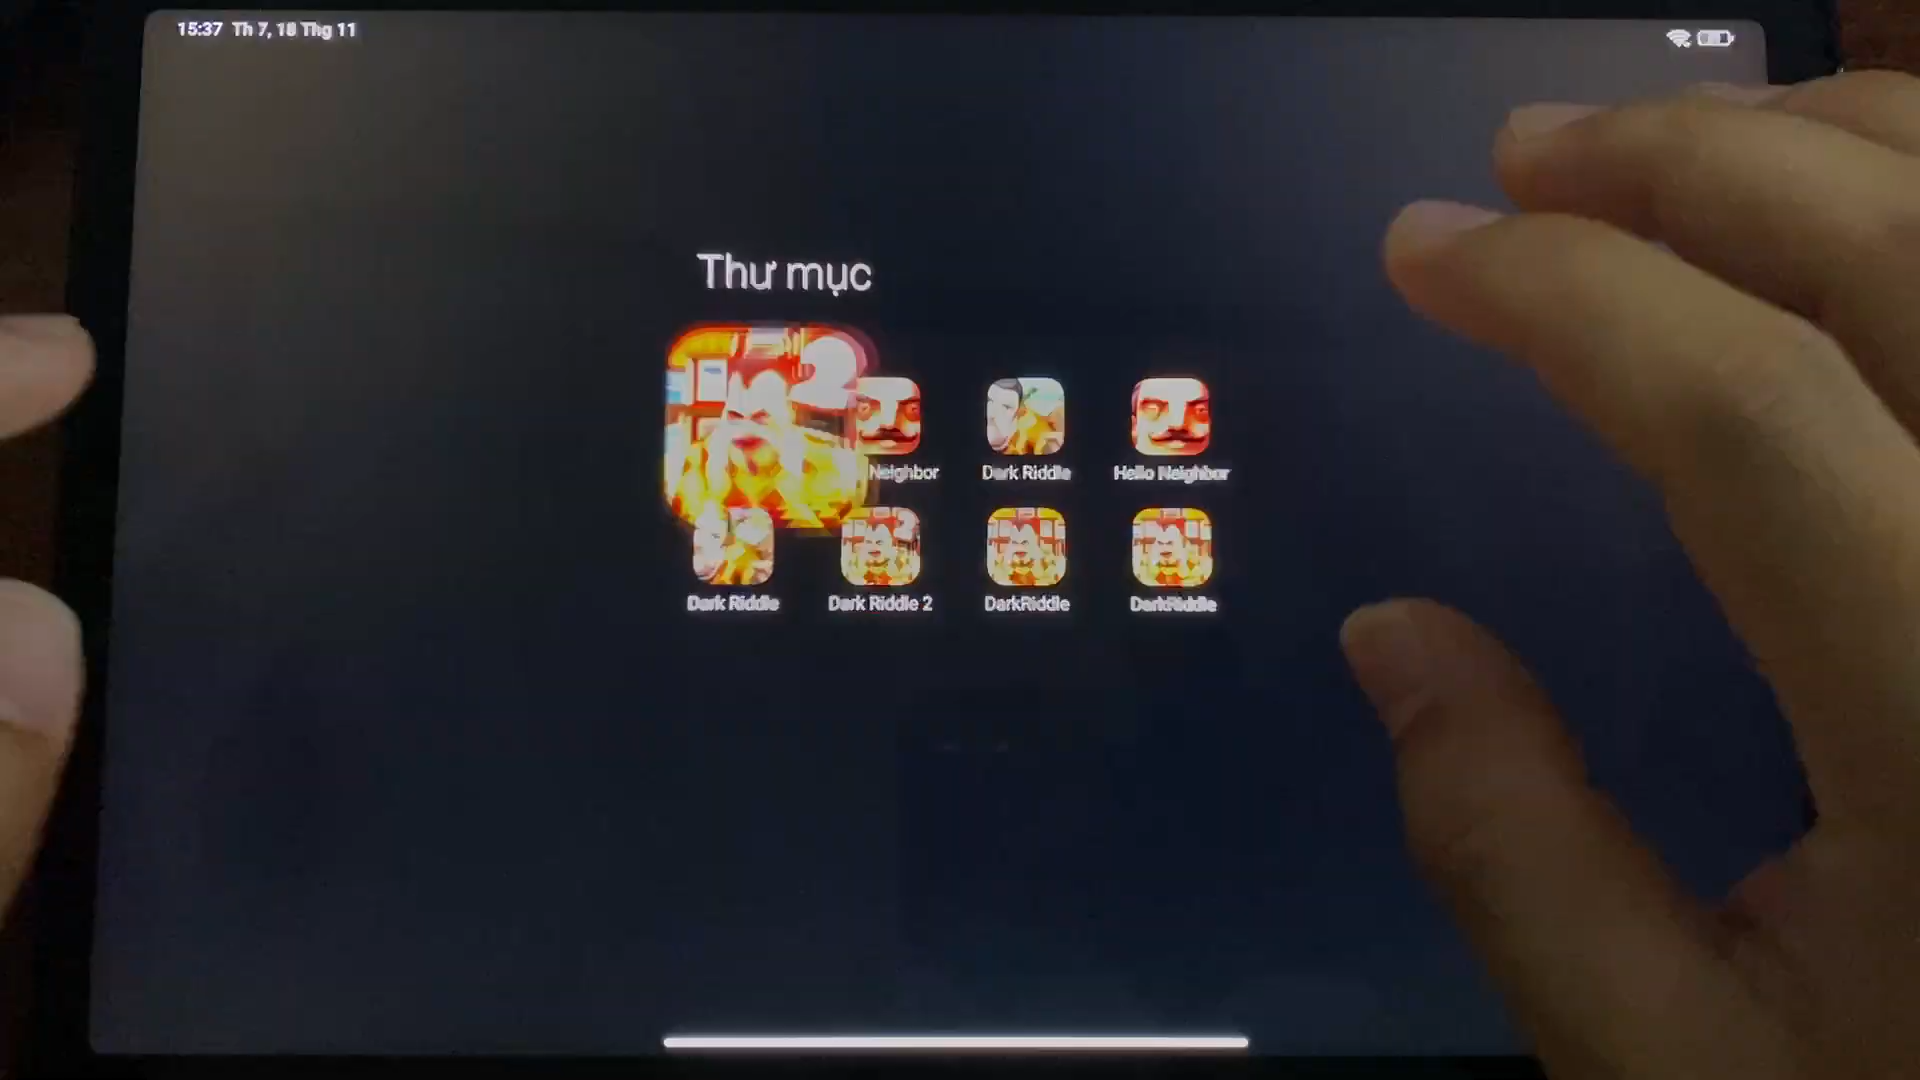 15:37 Th 7, 18 Thg 11
Thư mục
Neighbor
Dark Riddle
Hello Neighbor
Dark Riddle
Dark Riddle 2
DarkRiddle
DarkRiddle